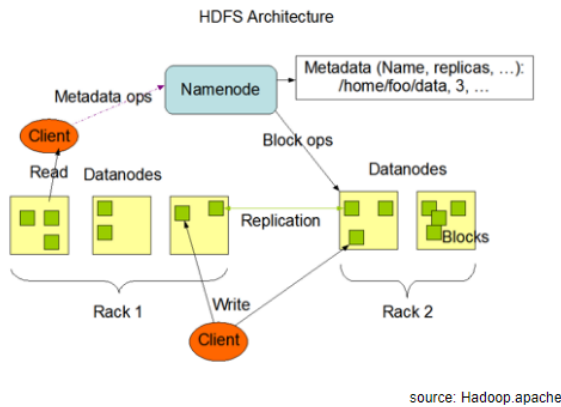 HDFS Architecture
Metadata (Name, replicas, ...):
/home/foo/data, 3, ...
Namenode
Metadata ops
Client
Block ops
Read
Datanodes
Datanodes
Replication
Blocks
Rack 1
Write
Rack 2
Client
source: Hadoop.apache